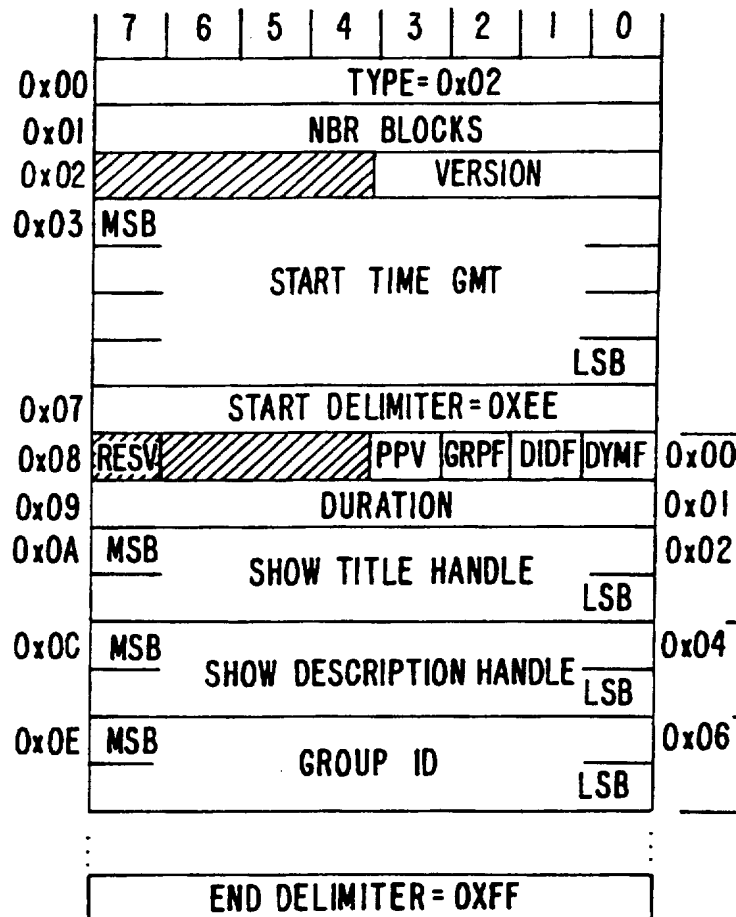 7 6 5 4 3 2 1 0
0x00 TYPE=0x02
0x01 NBR BLOCKS
0x02 VERSION
0x03 MSB
START TIME GMT
LSB
0x07 START DELIMITER=0XEE
0x08 RESV PPV GRPF DIDF DYMF 0x00
0x09 DURATION 0x01
0x0A MSB 0x02
SHOW TITLE HANDLE
LSB
0x0C MSB 0x04
SHOW DESCRIPTION HANDLE
LSB
0x0E MSB 0x06
GROUP ID
LSB
END DELIMITER=0XFF